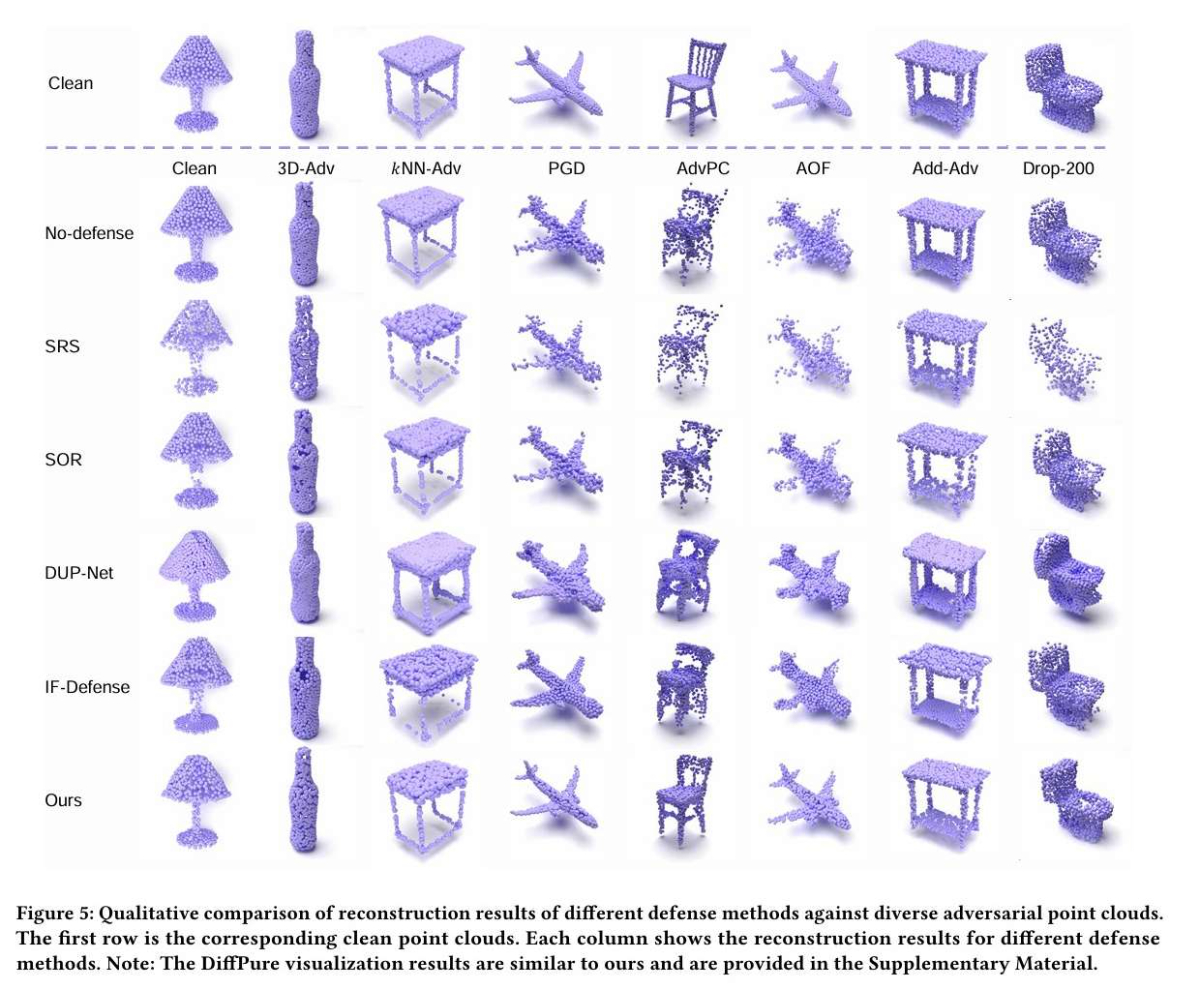 Clean
Clean 3D-Adv kNN-Adv PGD AdvPC AOF Add-Adv Drop-200
No-defense
SRS
SOR
DUP-Net
IF-Defense
Ours
Figure 5: Qualitative comparison of reconstruction results of different defense methods against diverse adversarial point clouds.
The first row is the corresponding clean point clouds. Each column shows the reconstruction results for different defense
methods. Note: The DiffPure visualization results are similar to ours and are provided in the Supplementary Material.